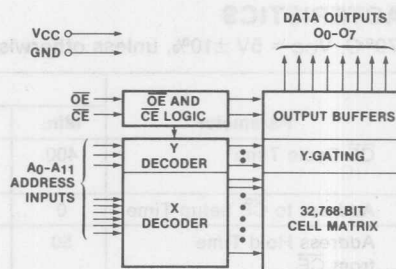 DATA OUTPUTS
O0–O7
VCC
GND
OE
CE
OE AND
CE LOGIC
OUTPUT BUFFERS
A0–A11
ADDRESS
INPUTS
Y
DECODER
Y-GATING
X
DECODER
32,768-BIT
CELL MATRIX